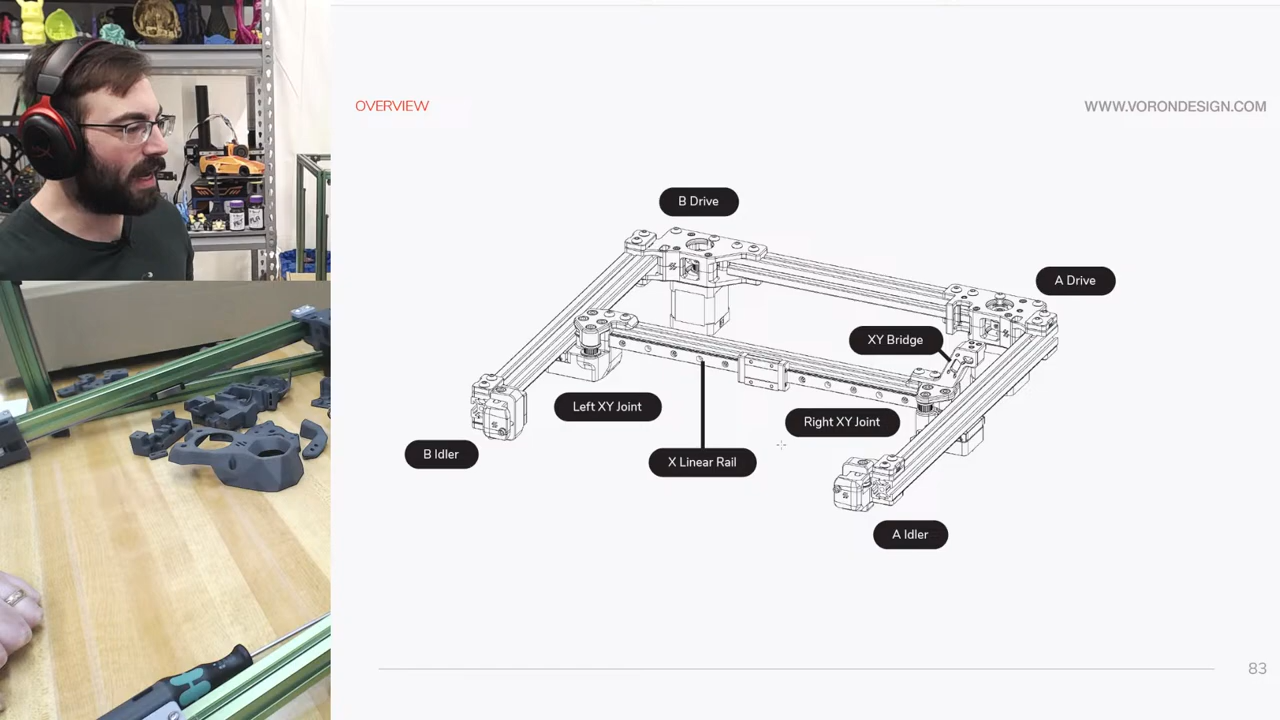 OVERVIEW
WWW.VORONDESIGN.COM
B Drive
A Drive
XY Bridge
Left XY Joint
Right XY Joint
B Idler
X Linear Rail
A Idler
83